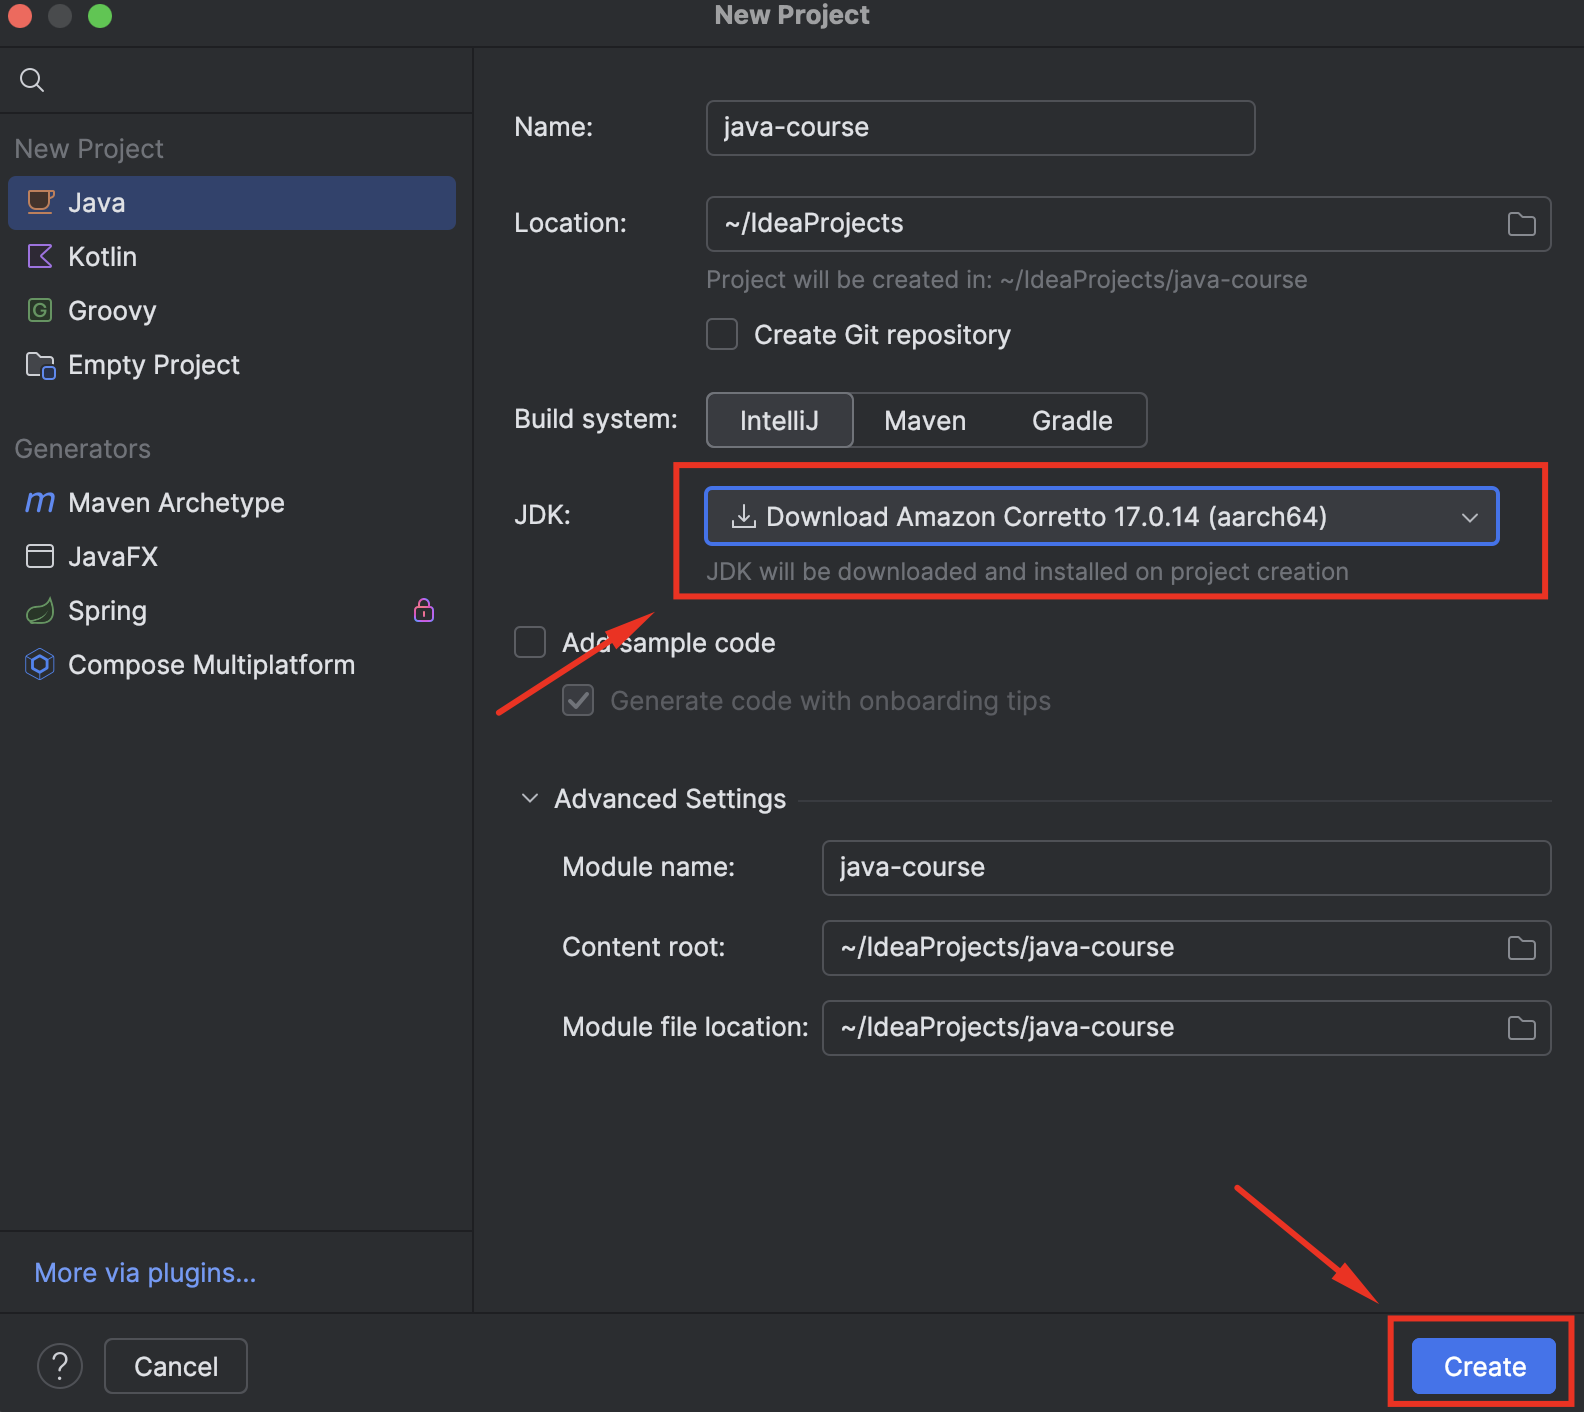 New Project
New Project
Java
Kotlin
G Groovy
Empty Project
Generators
m Maven Archetype
JavaFX
Spring
Compose Multiplatform
More via plugins...
Name: java-course
Location: ~/IdeaProjects
Project will be created in: ~/IdeaProjects/java-course
Create Git repository
Build system: IntelliJ Maven Gradle
JDK: Download Amazon Corretto 17.0.14 (aarch64)
JDK will be downloaded and installed on project creation
Add sample code
Generate code with onboarding tips
Advanced Settings
Module name: java-course
Content root: ~/IdeaProjects/java-course
Module file location: ~/IdeaProjects/java-course
? Cancel Create